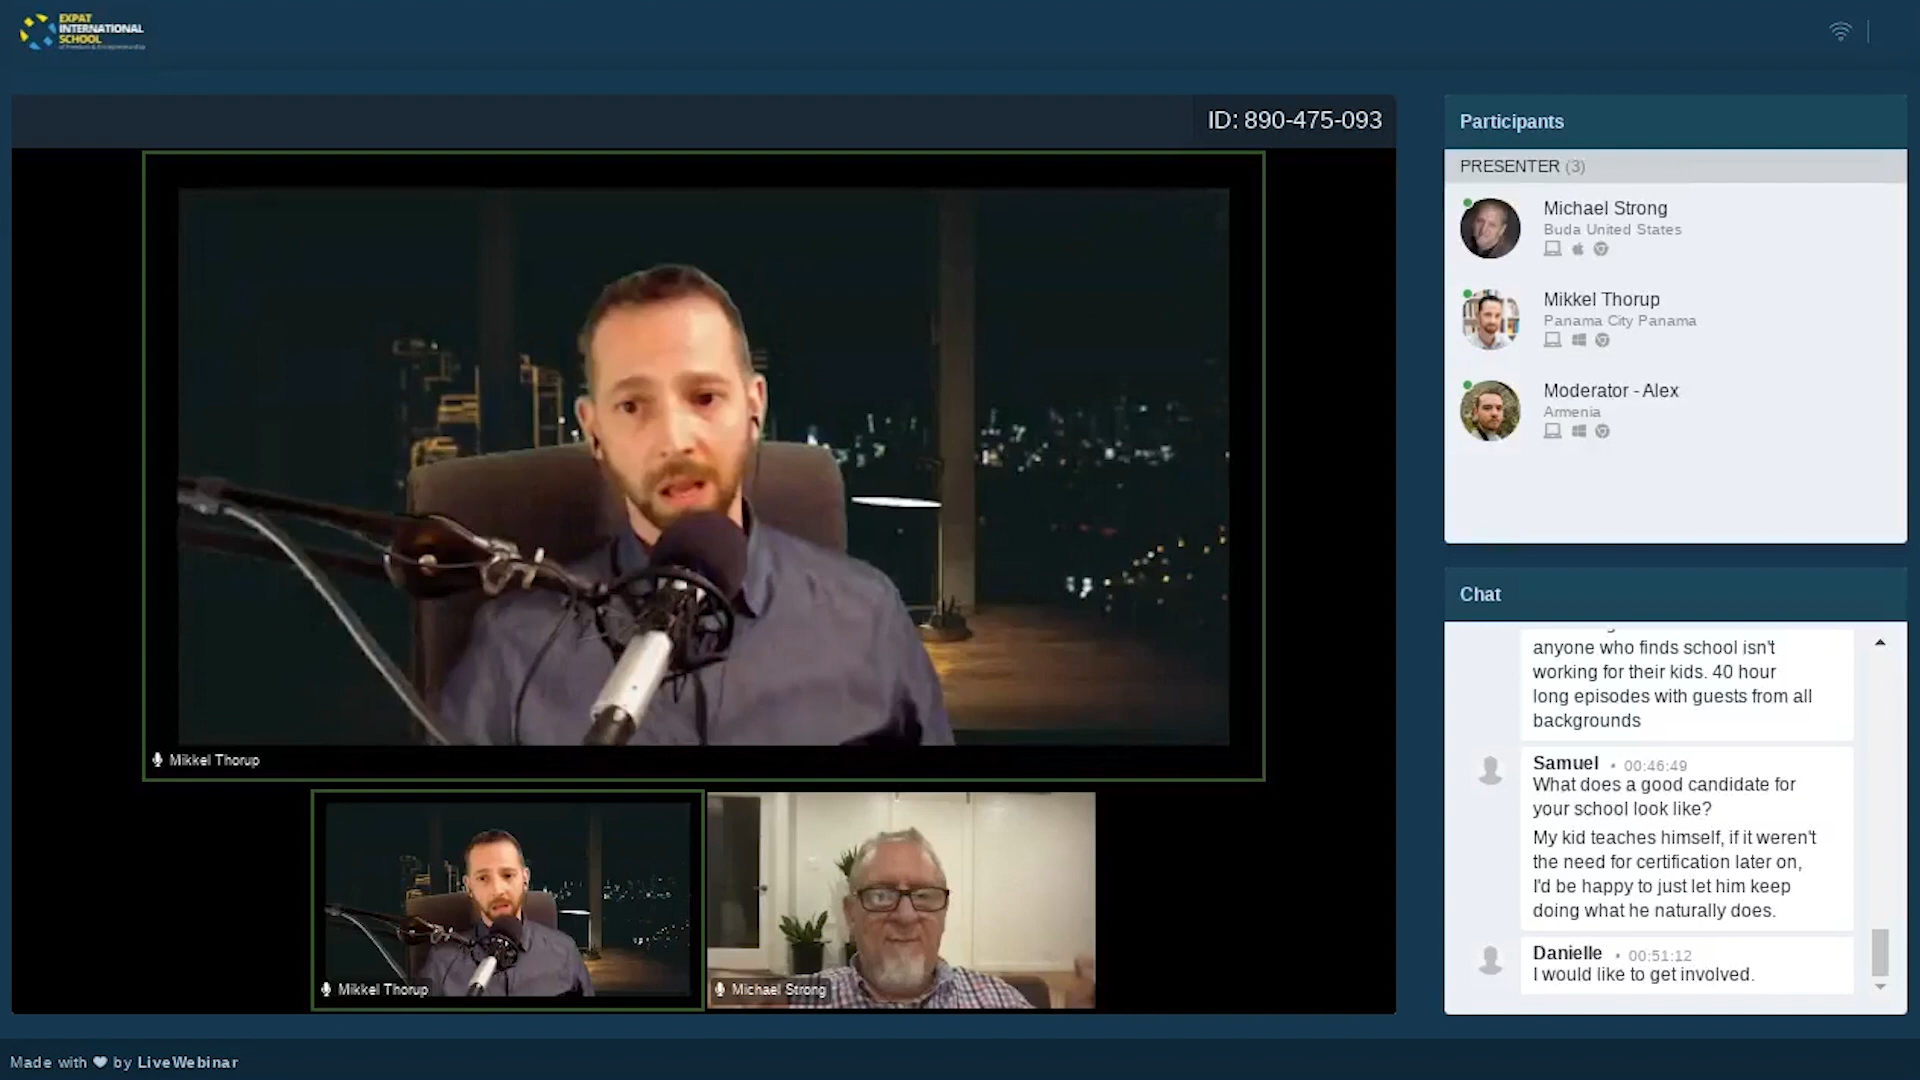 EXPAT
INTERNATIONAL
SCHOOL
of Freedom & Entrepreneurship
ID: 890-475-093
Mikkel Thorup
Mikkel Thorup
Michael Strong
Participants
PRESENTER (3)
Michael Strong
Buda United States
Mikkel Thorup
Panama City Panama
Moderator - Alex
Armenia
Chat
anyone who finds school isn't
working for their kids. 40 hour
long episodes with guests from all
backgrounds
Samuel • 00:46:49
What does a good candidate for
your school look like?
My kid teaches himself, if it weren't
the need for certification later on,
I'd be happy to just let him keep
doing what he naturally does.
Danielle • 00:51:12
I would like to get involved.
Made with ❤ by LiveWebinar